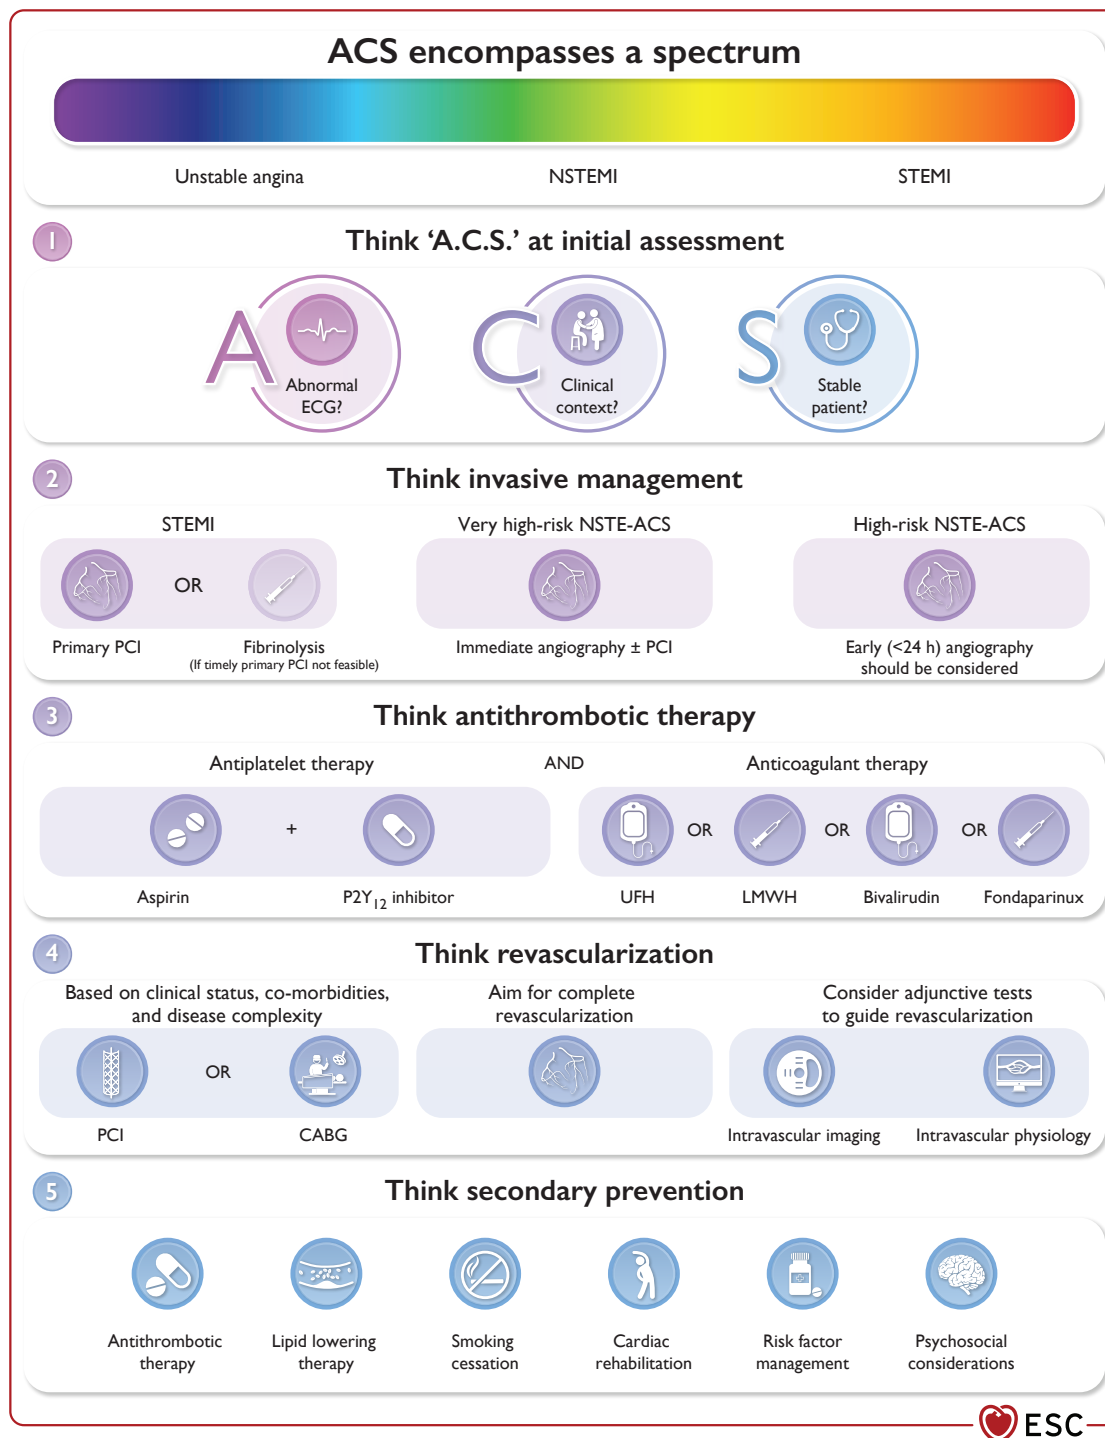 ACS encompasses a spectrum
Unstable angina
NSTEMI
STEMI
1
Think ‘A.C.S.’ at initial assessment
A
Abnormal
ECG?
C
Clinical
context?
S
Stable
patient?
2
Think invasive management
STEMI
OR
Primary PCI
Fibrinolysis
(If timely primary PCI not feasible)
Very high-risk NSTE-ACS
Immediate angiography ± PCI
High-risk NSTE-ACS
Early (<24 h) angiography
should be considered
3
Think antithrombotic therapy
Antiplatelet therapy
AND
Anticoagulant therapy
+
OR
OR
OR
Aspirin
P2Y₁₂ inhibitor
UFH
LMWH
Bivalirudin
Fondaparinux
4
Think revascularization
Based on clinical status, co-morbidities,
and disease complexity
OR
PCI
CABG
Aim for complete
revascularization
Consider adjunctive tests
to guide revascularization
Intravascular imaging
Intravascular physiology
5
Think secondary prevention
Antithrombotic
therapy
Lipid lowering
therapy
Smoking
cessation
Cardiac
rehabilitation
Risk factor
management
Psychosocial
considerations
ESC